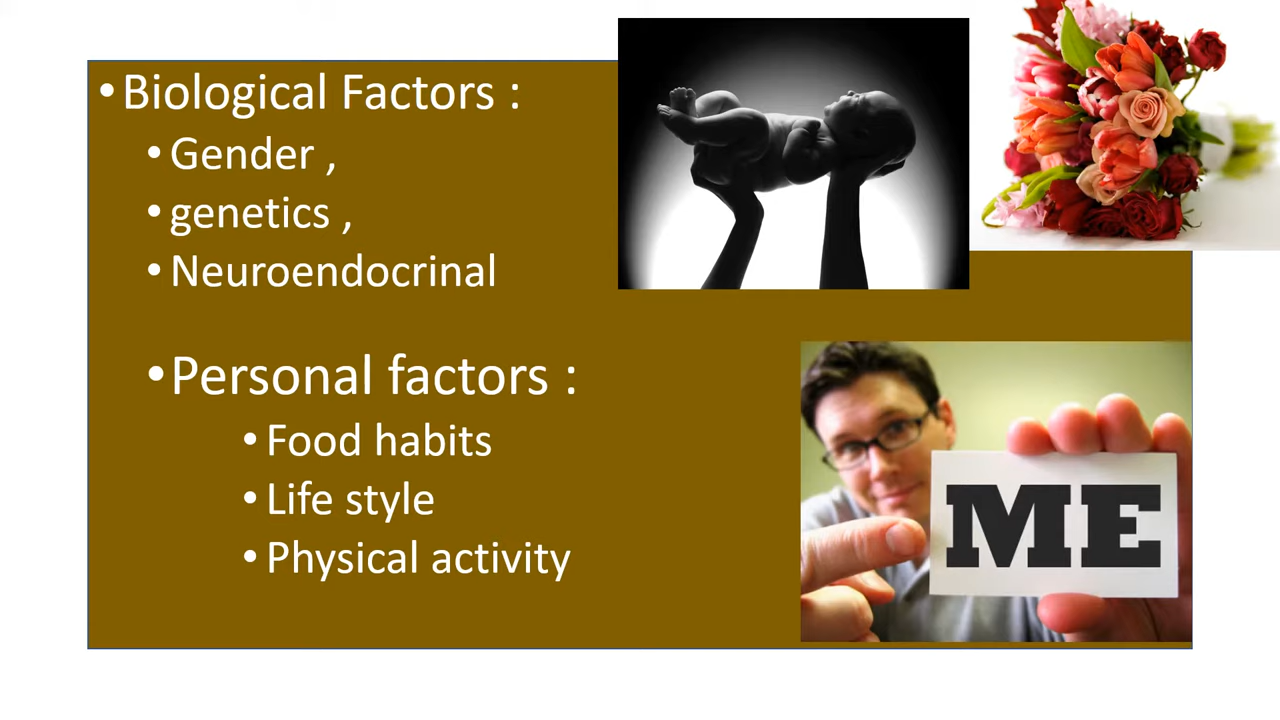 • Biological Factors :
• Gender ,
• genetics ,
• Neuroendocrinal
• Personal factors :
• Food habits
• Life style
• Physical activity
ME